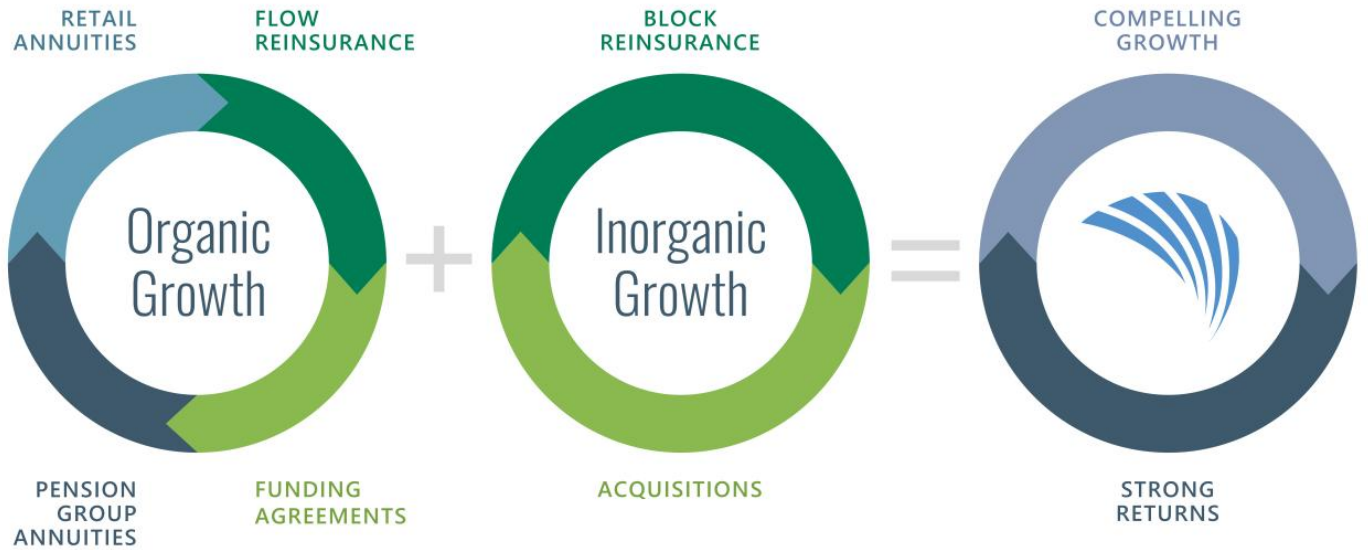 RETAIL
ANNUITIES
FLOW
REINSURANCE
BLOCK
REINSURANCE
COMPELLING
GROWTH
Organic
Growth
+
Inorganic
Growth
=
PENSION
GROUP
ANNUITIES
FUNDING
AGREEMENTS
ACQUISITIONS
STRONG
RETURNS